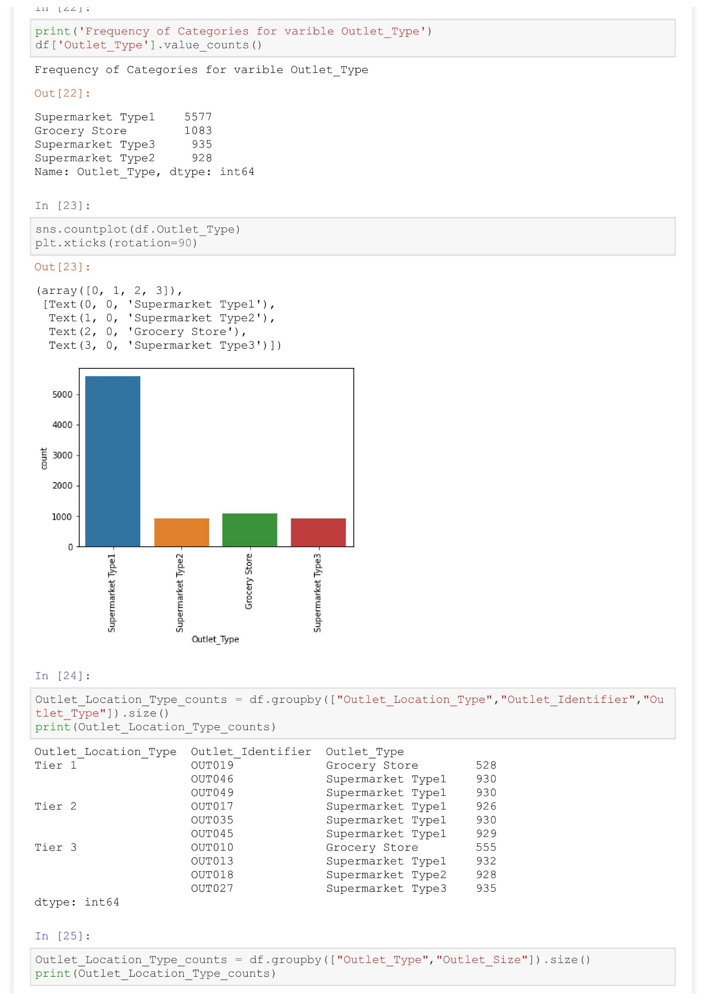 In [22]:
print('Frequency of Categories for varible Outlet_Type')
df['Outlet_Type'].value_counts()
Frequency of Categories for varible Outlet_Type
Out[22]:
Supermarket Type1    5577
Grocery Store        1083
Supermarket Type3     935
Supermarket Type2     928
Name: Outlet_Type, dtype: int64
In [23]:
sns.countplot(df.Outlet_Type)
plt.xticks(rotation=90)
Out[23]:
(array([0, 1, 2, 3]),
 [Text(0, 0, 'Supermarket Type1'),
  Text(1, 0, 'Supermarket Type2'),
  Text(2, 0, 'Grocery Store'),
  Text(3, 0, 'Supermarket Type3')])
5000
4000
3000
2000
1000
0
count
Supermarket Type1
Supermarket Type2
Grocery Store
Supermarket Type3
Outlet_Type
In [24]:
Outlet_Location_Type_counts = df.groupby(["Outlet_Location_Type","Outlet_Identifier","Ou
tlet_Type"]).size()
print(Outlet_Location_Type_counts)
Outlet_Location_Type  Outlet_Identifier  Outlet_Type
Tier 1                OUT019             Grocery Store        528
                      OUT046             Supermarket Type1    930
                      OUT049             Supermarket Type1    930
Tier 2                OUT017             Supermarket Type1    926
                      OUT035             Supermarket Type1    930
                      OUT045             Supermarket Type1    929
Tier 3                OUT010             Grocery Store        555
                      OUT013             Supermarket Type1    932
                      OUT018             Supermarket Type2    928
                      OUT027             Supermarket Type3    935
dtype: int64
In [25]:
Outlet_Location_Type_counts = df.groupby(["Outlet_Type","Outlet_Size"]).size()
print(Outlet_Location_Type_counts)